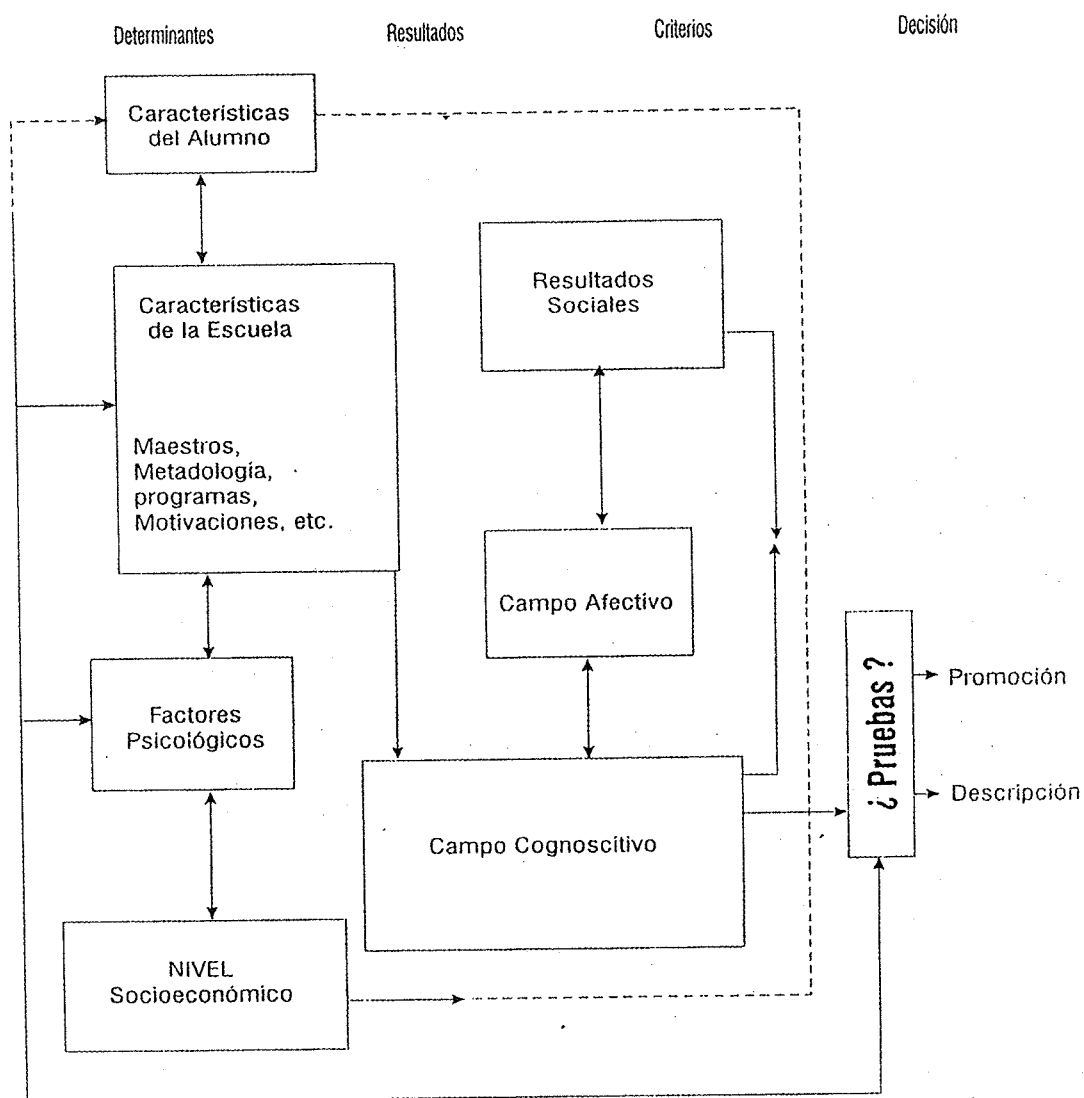 Determinantes Resultados Criterios Decisión
Características
del Alumno
Características
de la Escuela
Maestros,
Metadología,
programas,
Motivaciones, etc.
Resultados
Sociales
Campo Afectivo
Factores
Psicológicos
¿ Pruebas ?
Promoción
Descripción
Campo Cognoscitivo
NIVEL
Socioeconómico